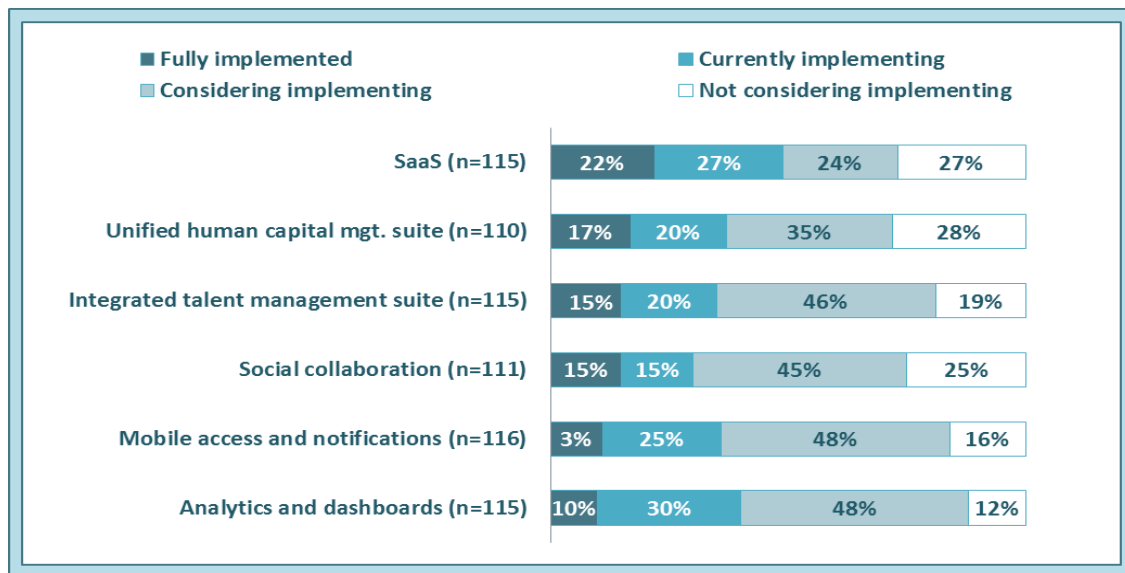 Fully implemented Currently implementing
Considering implementing Not considering implementing
SaaS (n=115) 22% 27% 24% 27%
Unified human capital mgt. suite (n=110) 17% 20% 35% 28%
Integrated talent management suite (n=115) 15% 20% 46% 19%
Social collaboration (n=111) 15% 15% 45% 25%
Mobile access and notifications (n=116) 3% 25% 48% 16%
Analytics and dashboards (n=115) 10% 30% 48% 12%